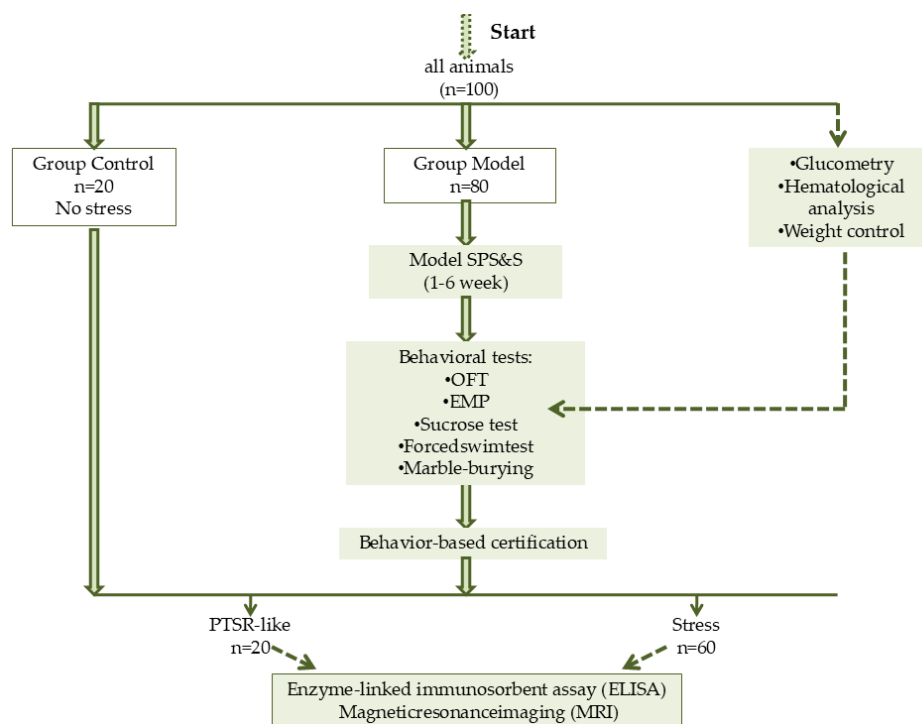 Start
all animals
(n=100)
Group Control
n=20
No stress
Group Model
n=80
•Glucometry
•Hematological
analysis
•Weight control
Model SPS&S
(1-6 week)
Behavioral tests:
•OFT
•EMP
•Sucrose test
•Forcedswimtest
•Marble-burying
Behavior-based certification
PTSR-like
n=20
Stress
n=60
Enzyme-linked immunosorbent assay (ELISA)
Magneticresonanceimaging (MRI)